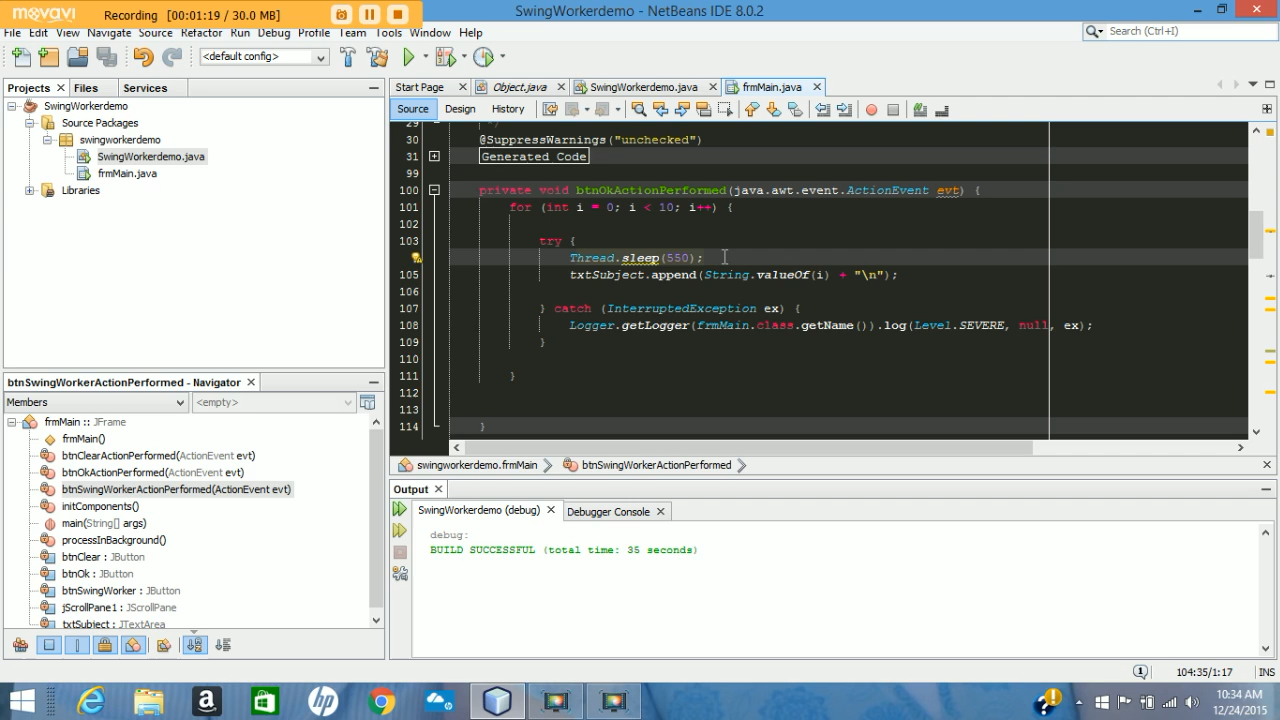 movavi
Recording [ 00:01:19 / 30.0 MB ]
SwingWorkerdemo - NetBeans IDE 8.0.2
File Edit View Navigate Source Refactor Run Debug Profile Team Tools Window Help
Search (Ctrl+I)
<default config>
Projects Files Services
SwingWorkerdemo
Source Packages
swingworkerdemo
SwingWorkerdemo.java
frmMain.java
Libraries
Start Page Object.java SwingWorkerdemo.java frmMain.java
Source Design History
29 */
30 @SuppressWarnings("unchecked")
31 Generated Code
99
100 private void btnOkActionPerformed(java.awt.event.ActionEvent evt) {
101 for (int i = 0; i < 10; i++) {
102
103 try {
Thread.sleep(550);
105 txtSubject.append(String.valueOf(i) + "\n");
106
107 } catch (InterruptedException ex) {
108 Logger.getLogger(frmMain.class.getName()).log(Level.SEVERE, null, ex);
109 }
110
111 }
112
113
114 }
swingworkerdemo.frmMain btnSwingWorkerActionPerformed
btnSwingWorkerActionPerformed - Navigator
Members <empty>
frmMain :: JFrame
frmMain()
btnClearActionPerformed(ActionEvent evt)
btnOkActionPerformed(ActionEvent evt)
btnSwingWorkerActionPerformed(ActionEvent evt)
initComponents()
main(String[] args)
processInBackground()
btnClear : JButton
btnOk : JButton
btnSwingWorker : JButton
jScrollPane1 : JScrollPane
txtSubject : JTextArea
Output
SwingWorkerdemo (debug) Debugger Console
debug:
BUILD SUCCESSFUL (total time: 35 seconds)
1 104:35/1:17 INS
10:34 AM
12/24/2015